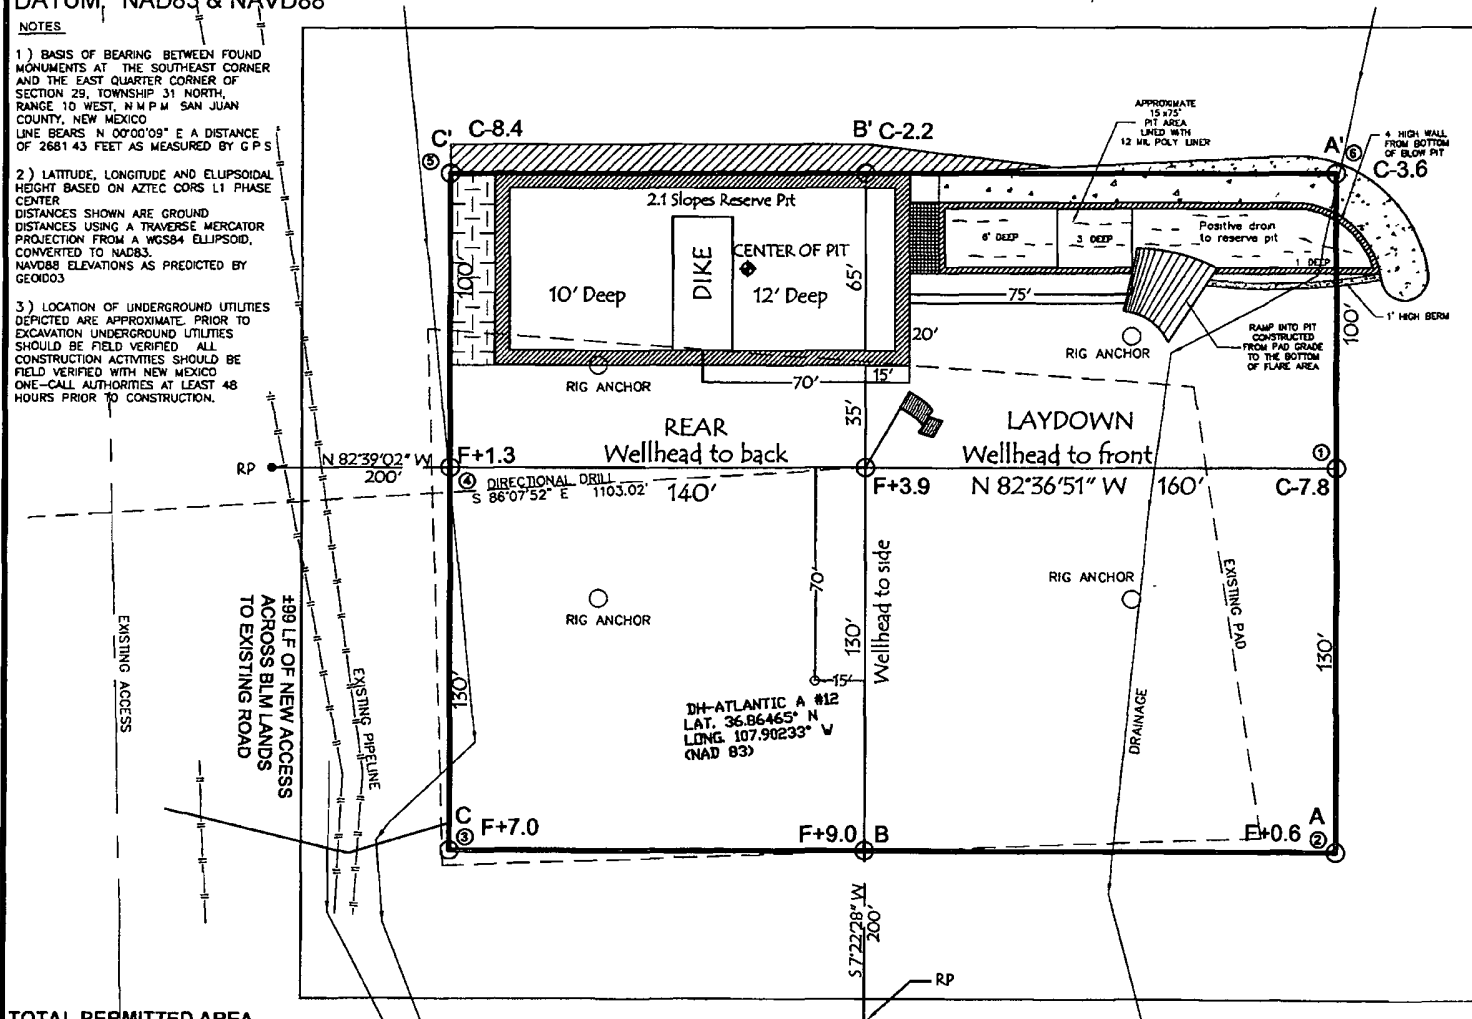 DATUM, NAD83 & NAVD88
NOTES
1 ) BASIS OF BEARING BETWEEN FOUND
MONUMENTS AT THE SOUTHEAST CORNER
AND THE EAST QUARTER CORNER OF
SECTION 29, TOWNSHIP 31 NORTH,
RANGE 10 WEST, N M P M SAN JUAN
COUNTY, NEW MEXICO
LINE BEARS N 00°00'09" E A DISTANCE
OF 2681 43 FEET AS MEASURED BY G P S
2 ) LATITUDE, LONGITUDE AND ELLIPSOIDAL
HEIGHT BASED ON AZTEC CORS L1 PHASE
CENTER
DISTANCES SHOWN ARE GROUND
DISTANCES USING A TRAVERSE MERCATOR
PROJECTION FROM A WGS84 ELLIPSOID,
CONVERTED TO NAD83.
NAVD88 ELEVATIONS AS PREDICTED BY
GEOID03
3 ) LOCATION OF UNDERGROUND UTILITIES
DEPICTED ARE APPROXIMATE PRIOR TO
EXCAVATION UNDERGROUND UTILITIES
SHOULD BE FIELD VERIFIED ALL
CONSTRUCTION ACTIVITIES SHOULD BE
FIELD VERIFIED WITH NEW MEXICO
ONE-CALL AUTHORITIES AT LEAST 48
HOURS PRIOR TO CONSTRUCTION.
C' C-8.4
⑤
B' C-2.2
APPROXIMATE
15'x75'
PIT AREA
LINED WITH
12 MIL POLY LINER
A' ⑥
C-3.6
4 HIGH WALL
FROM BOTTOM
OF BLOW PIT
2.1 Slopes Reserve Pit
CENTER OF PIT
DIKE
10' Deep
12' Deep
100'
65'
6' DEEP
3 DEEP
Positive drain
to reserve pit
1 DEEP
75'
20'
1' HIGH BERM
100'
RAMP INTO PIT
CONSTRUCTED
FROM PAD GRADE
TO THE BOTTOM
OF FLARE AREA
RIG ANCHOR
RIG ANCHOR
70'
15'
35'
REAR
Wellhead to back
LAYDOWN
Wellhead to front
RP
N 82°39'02" W
200'
F+1.3
④
DIRECTIONAL DRILL
S 86°07'52" E 1103.02'
140'
F+3.9
N 82°36'51" W 160'
①
C-7.8
70'
Wellhead to side
130'
RIG ANCHOR
RIG ANCHOR
EXISTING PAD
130'
15'
DH-ATLANTIC A #12
LAT. 36.86465° N
LONG. 107.90233° W
(NAD 83)
130'
DRAINAGE
EXISTING ACCESS
±99 LF OF NEW ACCESS
ACROSS BLM LANDS
TO EXISTING ROAD
EXISTING PIPELINE
C
③ F+7.0
F+9.0 B
A
F+0.6 ②
S 7°22'28" W
200'
RP
TOTAL PERMITTED AREA